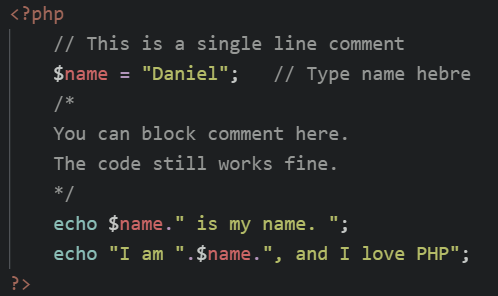 <?php
// This is a single line comment
$name = "Daniel";   // Type name hebre
/*
You can block comment here.
The code still works fine.
*/
echo $name." is my name. ";
echo "I am ".$name.", and I love PHP";
?>